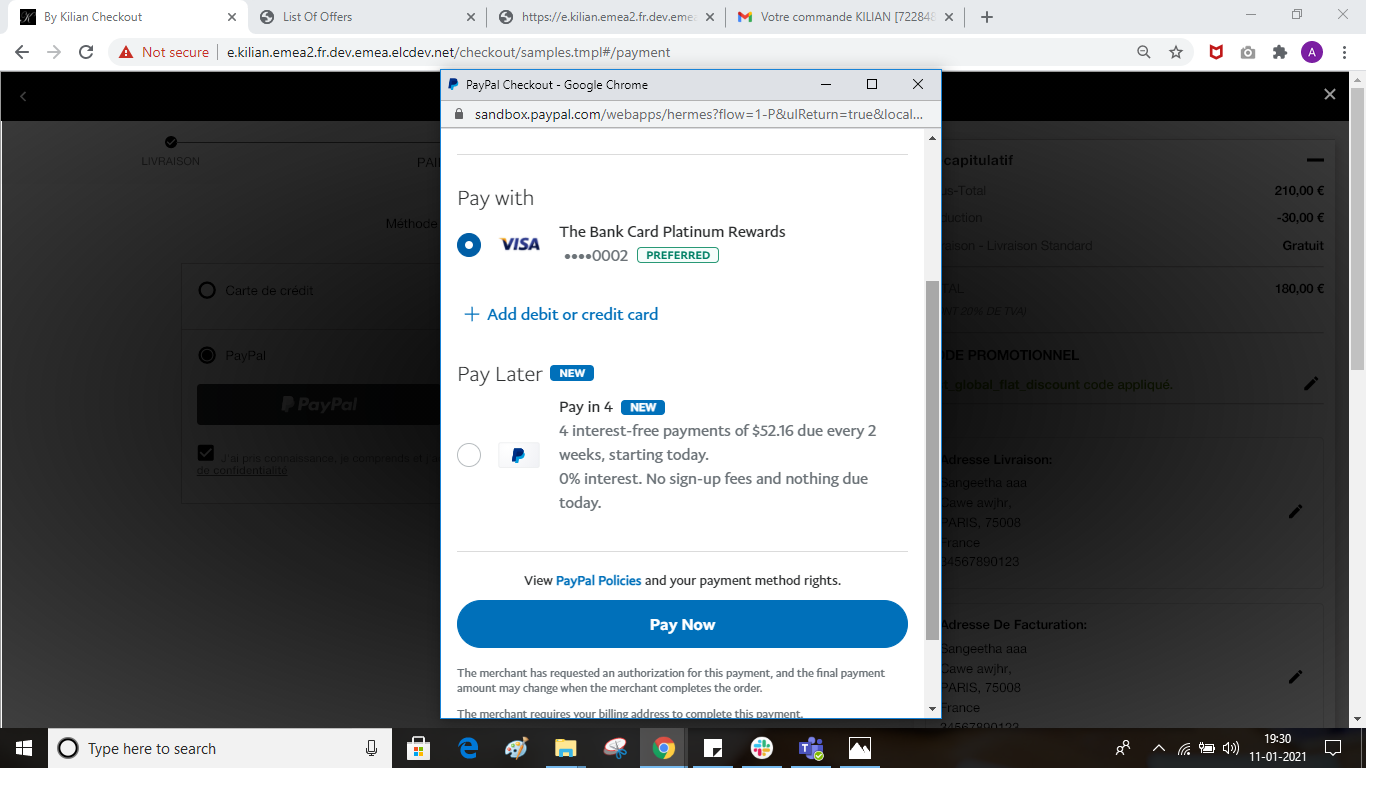 By Kilian Checkout
List Of Offers
https://e.kilian.emea2.fr.dev.eme
Votre commande KILIAN [72284
Not secure
e.kilian.emea2.fr.dev.emea.elcdev.net/checkout/samples.tmpl#/payment
A
PayPal Checkout - Google Chrome
sandbox.paypal.com/webapps/hermes?flow=1-P&ulReturn=true&local...
LIVRAISON
PAI
Méthode
Carte de crédit
PayPal
PayPal
J'ai pris connaissance, je comprends et j'a
de confidentialité
Pay with
VISA
The Bank Card Platinum Rewards
••••0002 PREFERRED
+ Add debit or credit card
Pay Later NEW
Pay in 4 NEW
4 interest-free payments of $52.16 due every 2
weeks, starting today.
0% interest. No sign-up fees and nothing due
today.
View PayPal Policies and your payment method rights.
Pay Now
The merchant has requested an authorization for this payment, and the final payment
amount may change when the merchant completes the order.
The merchant requires your billing address to complete this payment.
capitulatif
us-Total 210,00 €
duction -30,00 €
raison - Livraison Standard Gratuit
TAL 180,00 €
NT 20% DE TVA)
DE PROMOTIONNEL
t_global_flat_discount code appliqué.
Adresse Livraison:
Sangeetha aaa
Cawe awjhr,
PARIS, 75008
France
34567890123
Adresse De Facturation:
Sangeetha aaa
Cawe awjhr,
PARIS, 75008
France
34567890123
Type here to search
19:30
11-01-2021